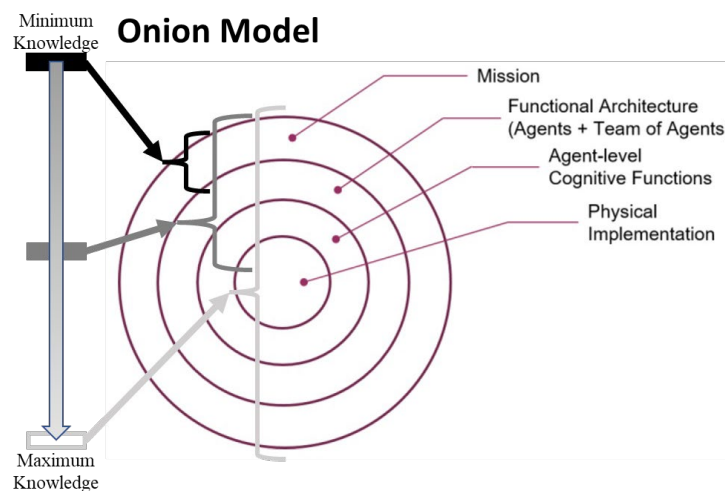 Minimum
Knowledge
Onion Model
Mission
Functional Architecture
(Agents + Team of Agents
Agent-level
Cognitive Functions
Physical
Implementation
Maximum
Knowledge